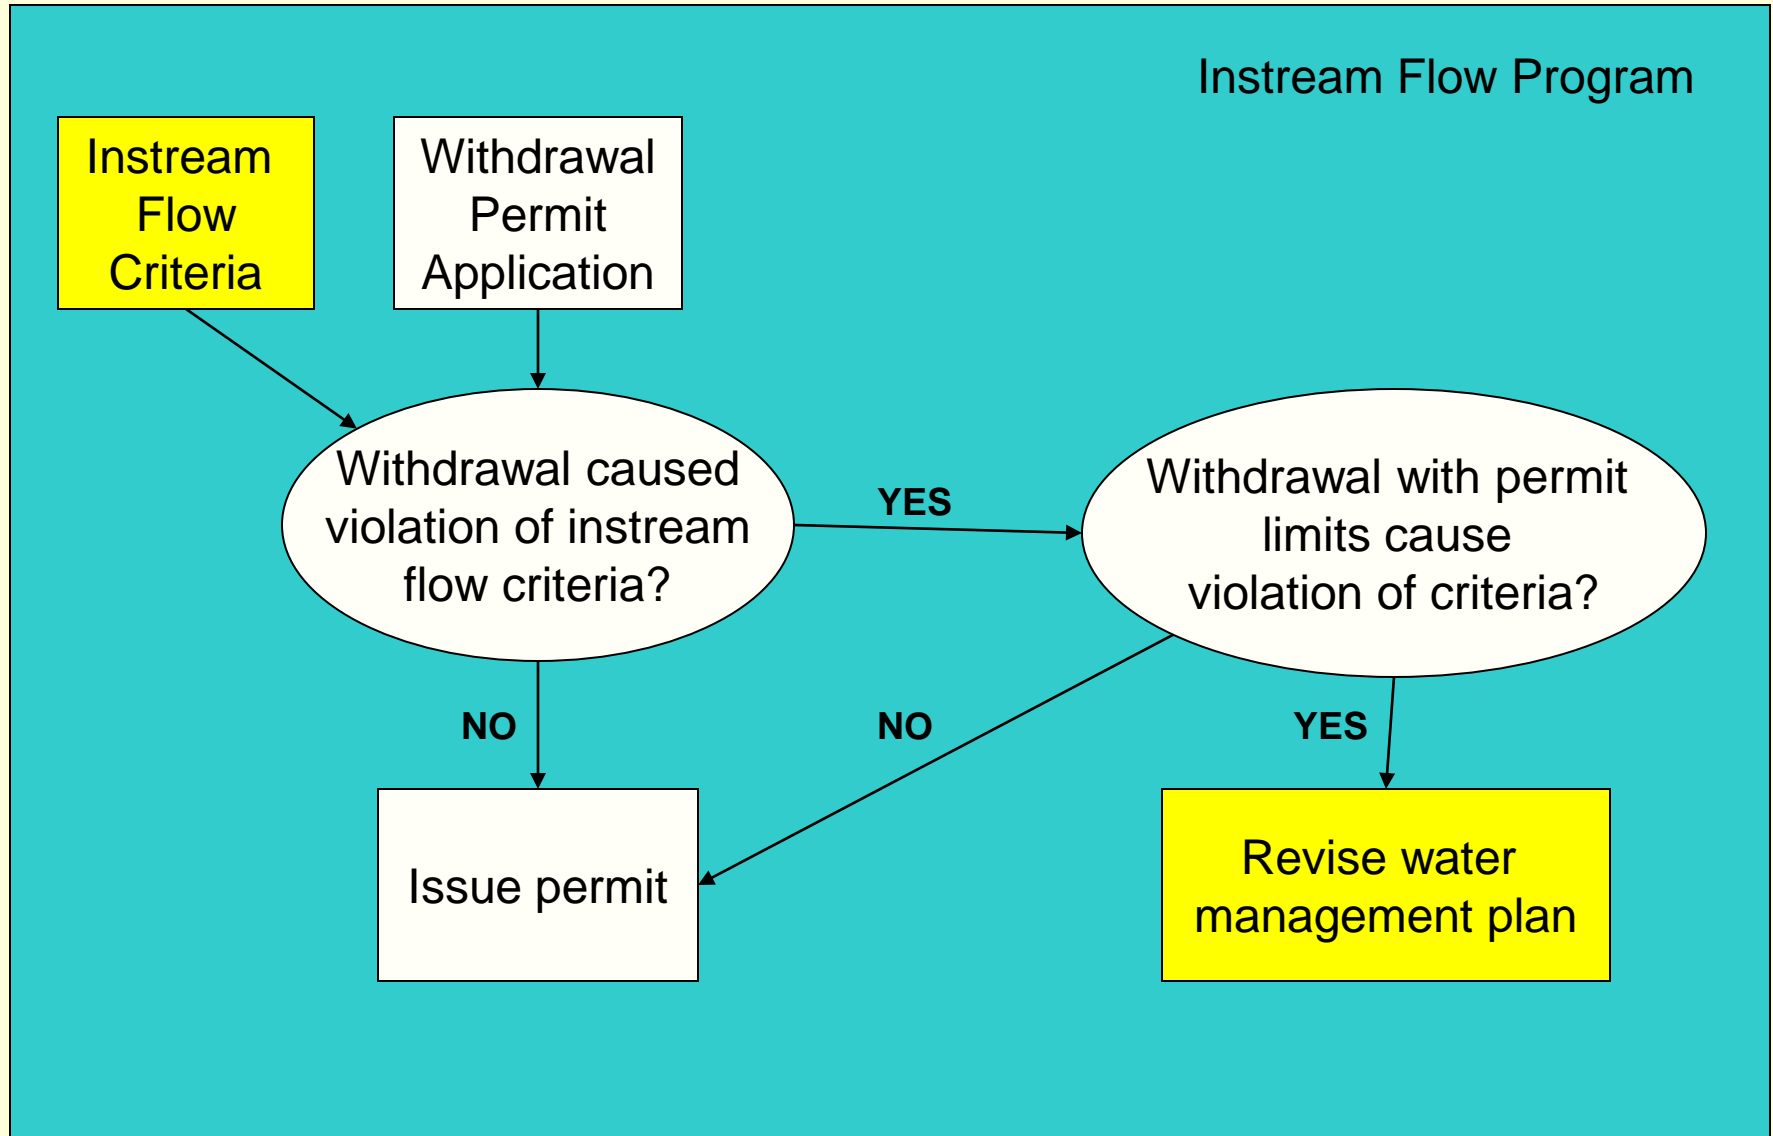 Instream Flow Program
Instream
Flow
Criteria
Withdrawal
Permit
Application
Withdrawal caused
violation of instream
flow criteria?
YES
Withdrawal with permit
limits cause
violation of criteria?
NO
NO
YES
Issue permit
Revise water
management plan